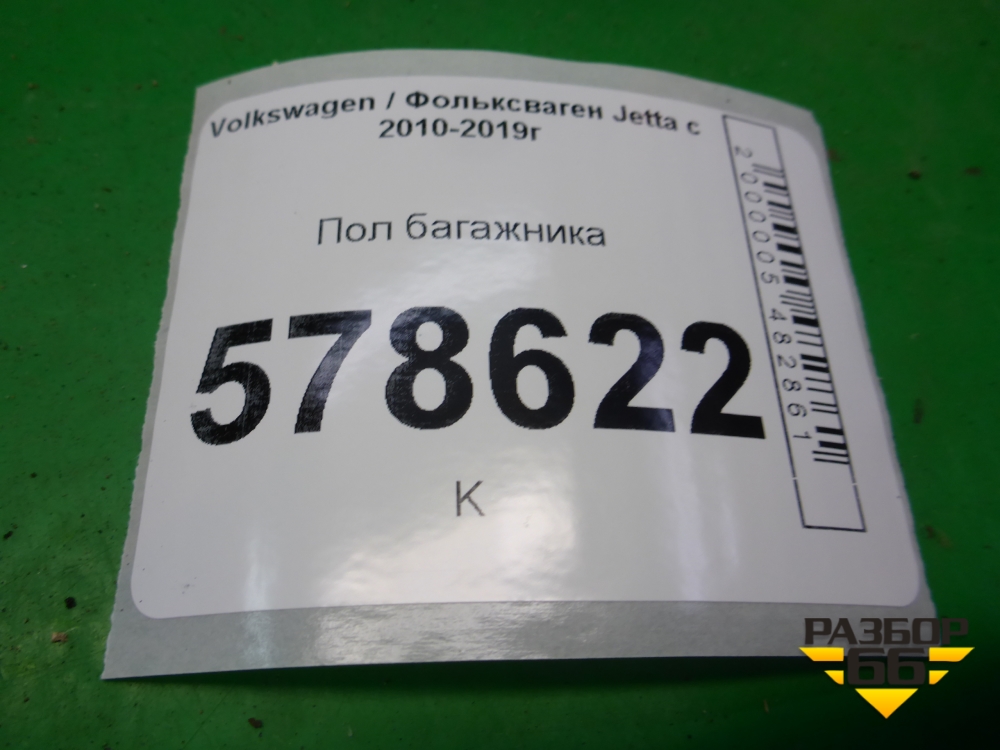 Volkswagen / Фольксваген Jetta с
2010-2019г
Пол багажника
578622
К
2000005482861
РАЗБОР
66